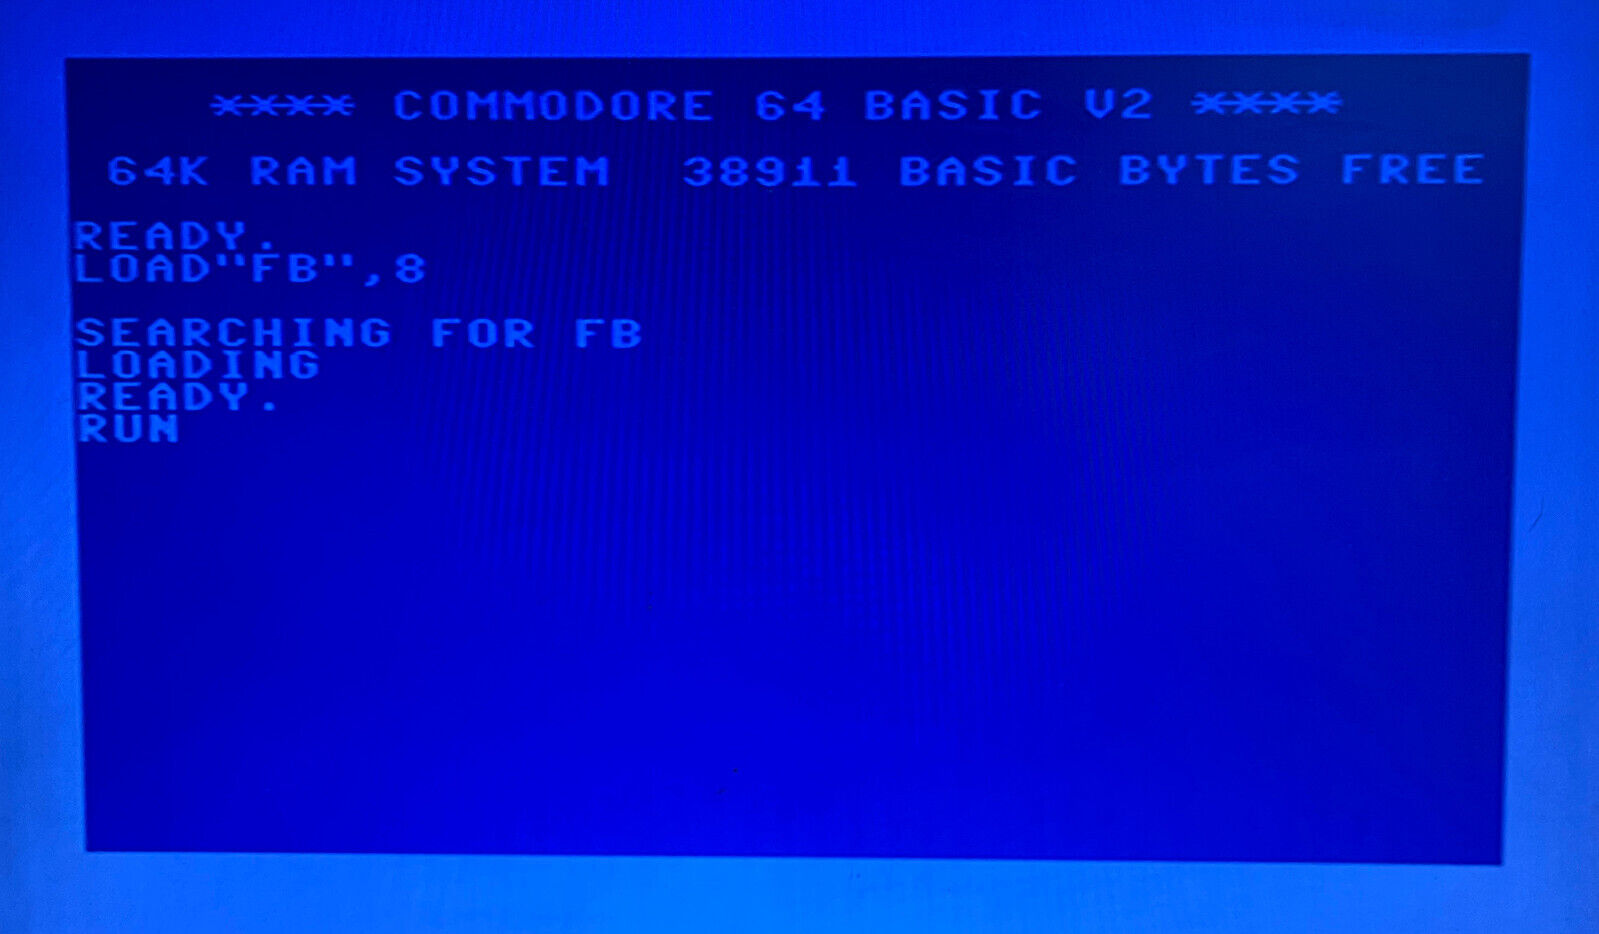 **** COMMODORE 64 BASIC V2 ****
64K RAM SYSTEM  38911 BASIC BYTES FREE
READY.
LOAD"FB",8
SEARCHING FOR FB
LOADING
READY.
RUN